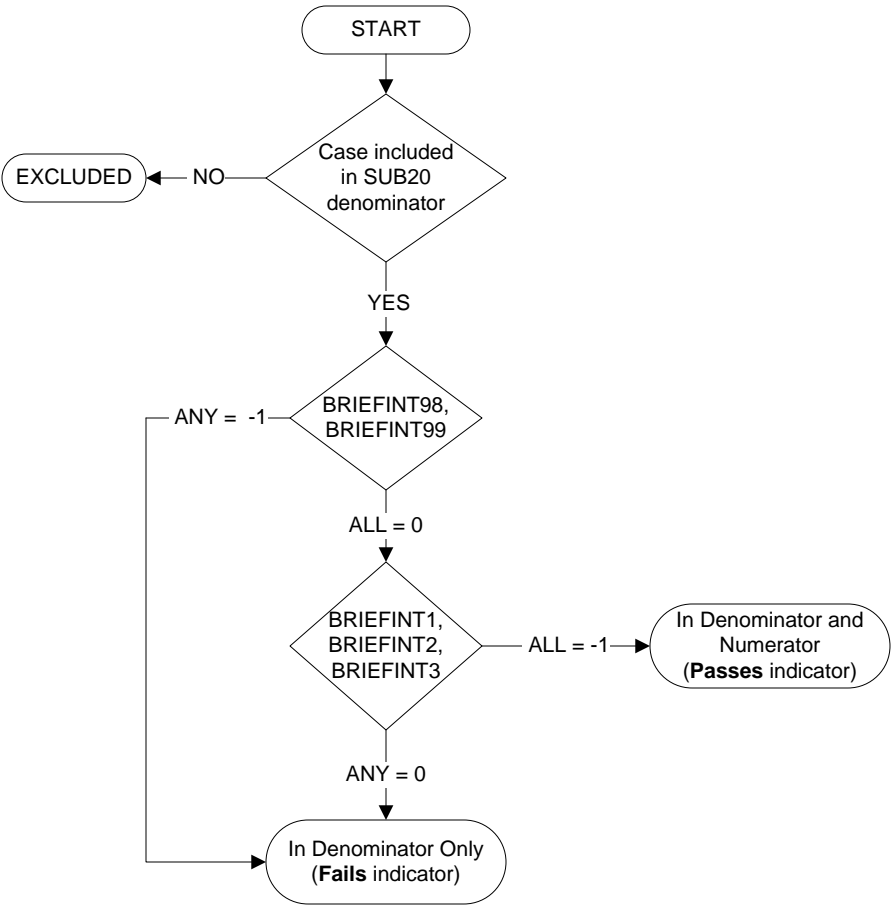 START
Case included
in SUB20
denominator
EXCLUDED
NO
YES
BRIEFINT98,
BRIEFINT99
ANY = -1
ALL = 0
BRIEFINT1,
BRIEFINT2,
BRIEFINT3
ALL = -1
In Denominator and
Numerator
(Passes indicator)
ANY = 0
In Denominator Only
(Fails indicator)